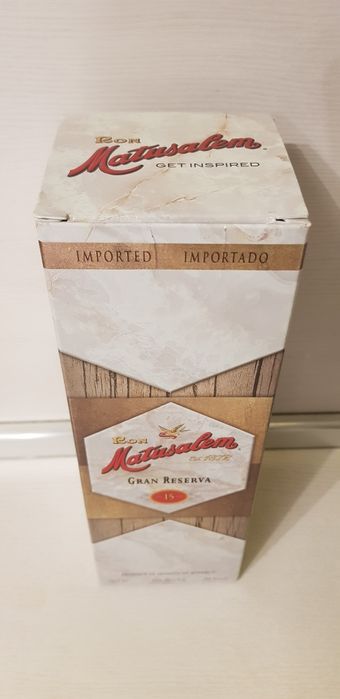 RON
Matusalem
GET INSPIRED
IMPORTED IMPORTADO
RON
Matusalem
GRAN RESERVA
15